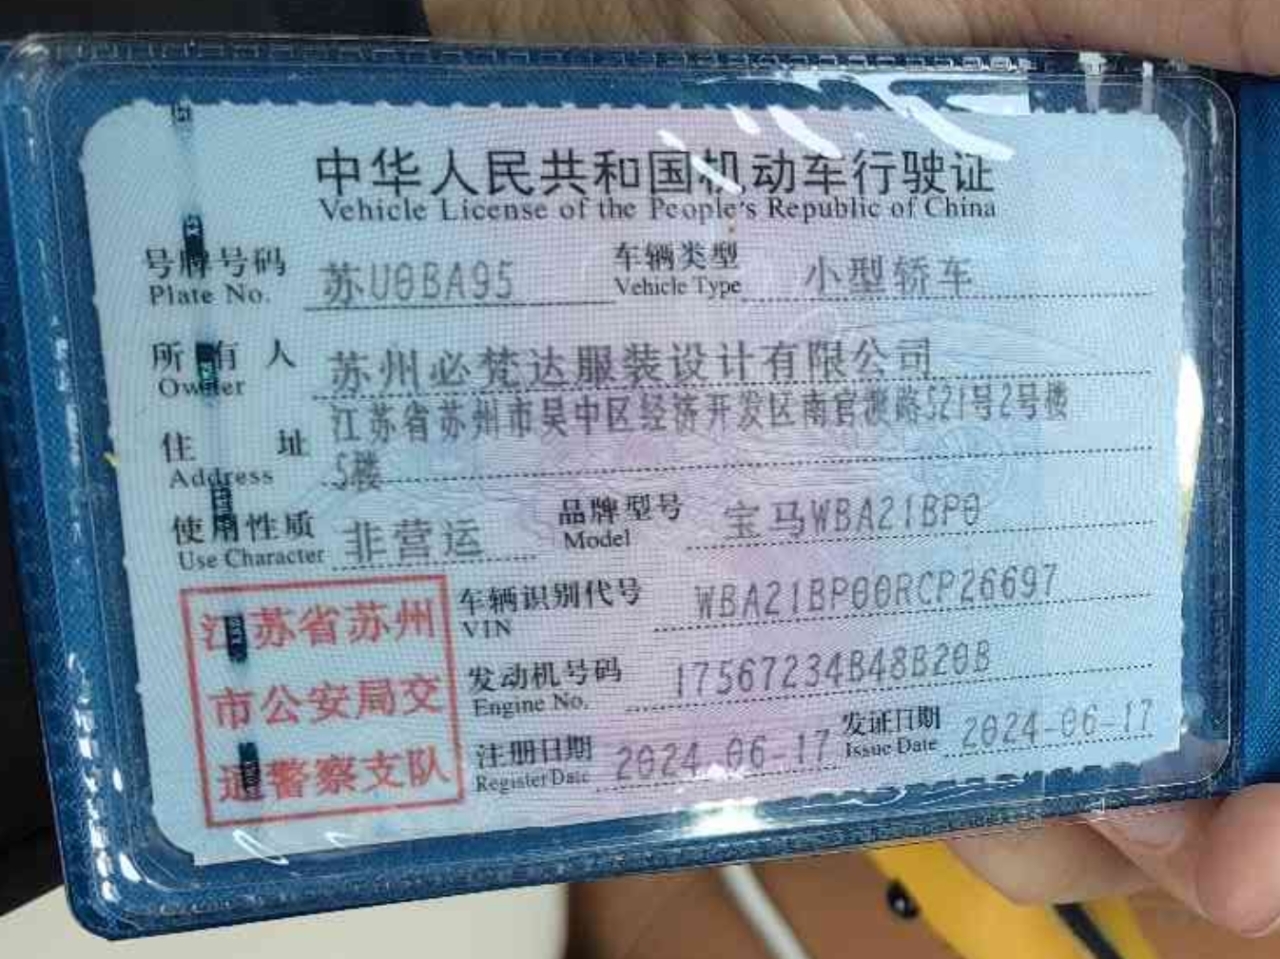 中华人民共和国机动车行驶证
Vehicle License of the People's Republic of China
号牌号码 苏U0BA95 车辆类型 小型轿车
Plate No. Vehicle Type
所有人 苏州必梵达服装设计有限公司
Owner
住址 江苏省苏州市吴中区经济开发区南官渡路521号2号楼
Address 5楼
使用性质 非营运 品牌型号 宝马WBA21BP0
Use Character Model
车辆识别代号 WBA21BP00RCP26697
VIN
发动机号码 17567234B48B20B
Engine No.
注册日期 2024-06-17 发证日期 2024-06-17
Register Date Issue Date
江苏省苏州
市公安局交
通警察支队